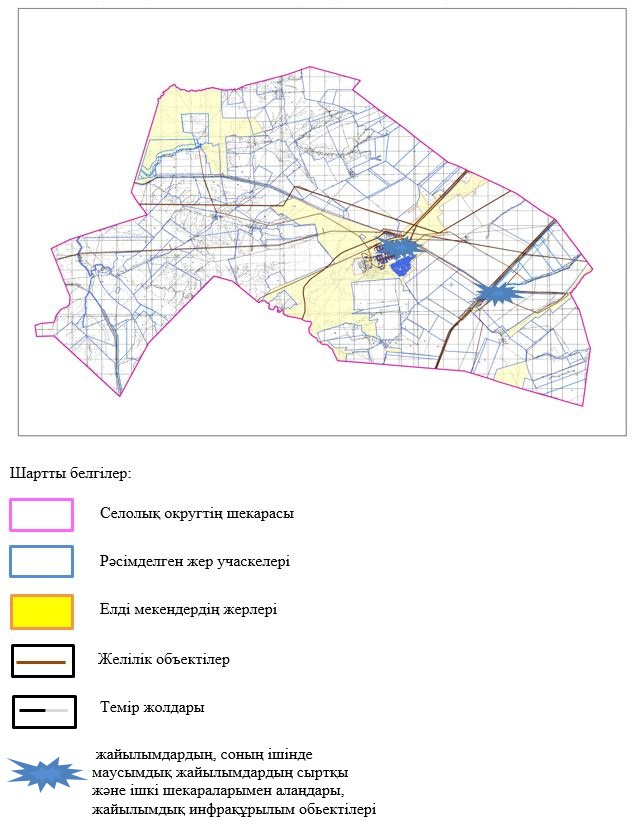 Шартты белгілер:
Селолық округтің шекарасы
Рәсімделген жер учаскелері
Елді мекендердің жерлері
Желілік объектілер
Темір жолдары
жайылымдардың, соның ішінде
маусымдық жайылымдардың сыртқы
және ішкі шекараларымен алаңдары,
жайылымдық инфрақұрылым обьектілері